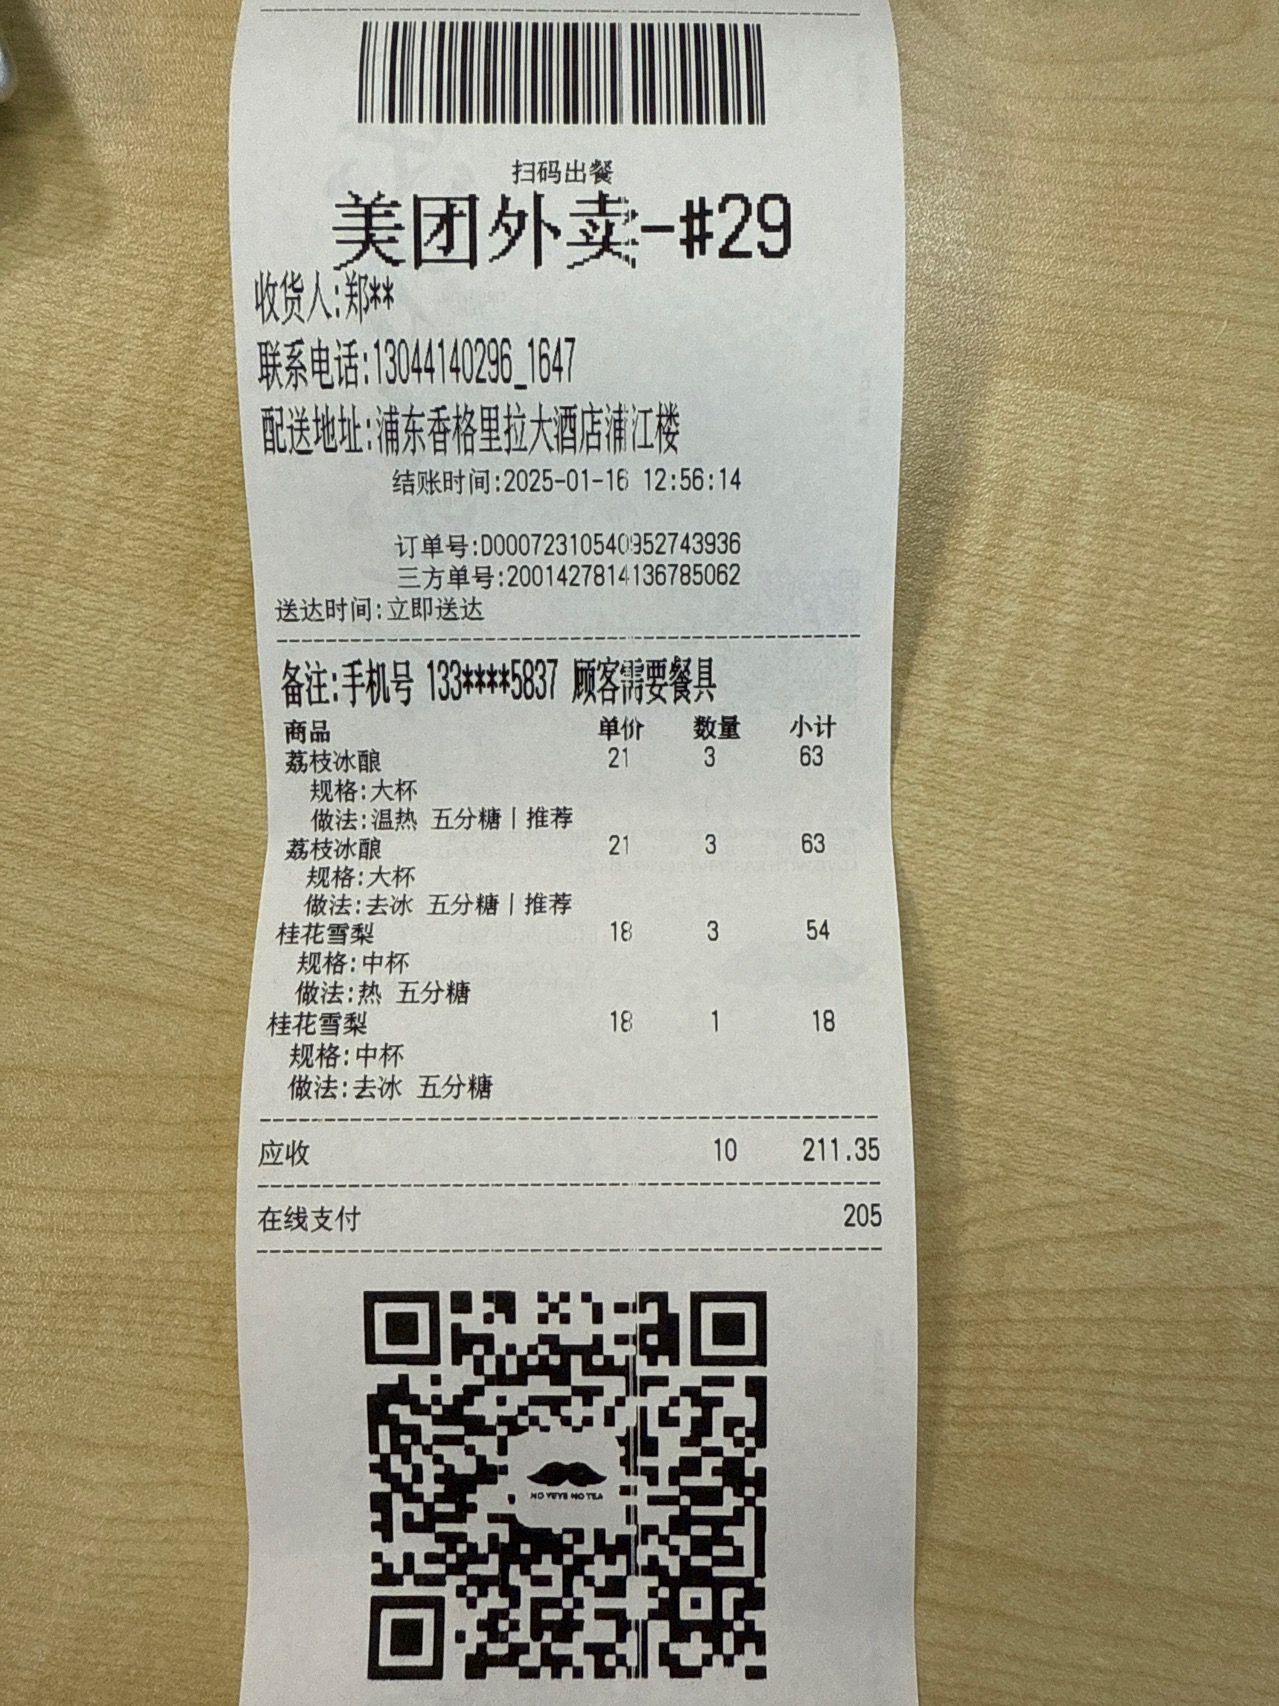 扫码出餐
美团外卖-#29
收货人:郑**
联系电话:13044140296_1647
配送地址:浦东香格里拉大酒店浦江楼
结账时间:2025-01-16 12:56:14
订单号:D00072310540952743936
三方单号:2001427814136785062
送达时间:立即送达
备注:手机号 133****5837 顾客需要餐具
商品 单价 数量 小计
荔枝冰酿 21 3 63
规格:大杯
做法:温热 五分糖|推荐
荔枝冰酿 21 3 63
规格:大杯
做法:去冰 五分糖|推荐
桂花雪梨 18 3 54
规格:中杯
做法:热 五分糖
桂花雪梨 18 1 18
规格:中杯
做法:去冰 五分糖
应收 10 211.35
在线支付 205
NO YEYE NO TEA